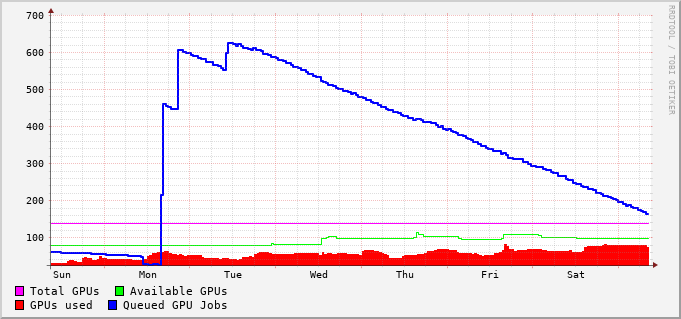 700
600
500
400
300
200
100
Sun Mon Tue Wed Thu Fri Sat
Total GPUs Available GPUs
GPUs used Queued GPU Jobs
RRDTOOL / TOBI OETIKER